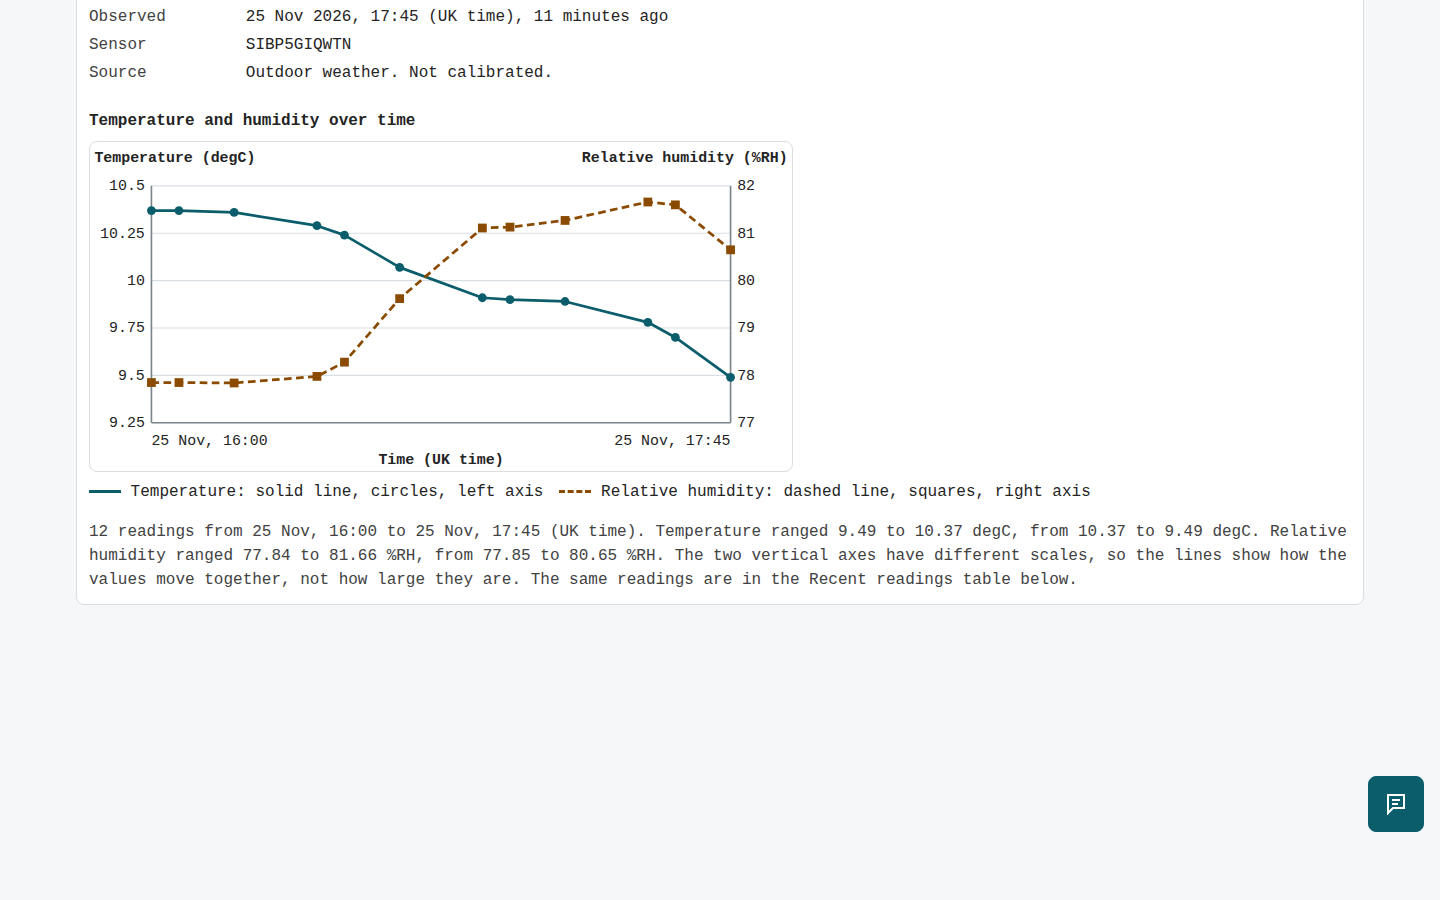 Observed 25 Nov 2026, 17:45 (UK time), 11 minutes ago
Sensor SIBP5GIQWTN
Source Outdoor weather. Not calibrated.
Temperature and humidity over time
Temperature (degC) Relative humidity (%RH)
10.5 82
10.25 81
10 80
9.75 79
9.5 78
9.25 77
25 Nov, 16:00 25 Nov, 17:45
Time (UK time)
Temperature: solid line, circles, left axis Relative humidity: dashed line, squares, right axis
12 readings from 25 Nov, 16:00 to 25 Nov, 17:45 (UK time). Temperature ranged 9.49 to 10.37 degC, from 10.37 to 9.49 degC. Relative
humidity ranged 77.84 to 81.66 %RH, from 77.85 to 80.65 %RH. The two vertical axes have different scales, so the lines show how the
values move together, not how large they are. The same readings are in the Recent readings table below.